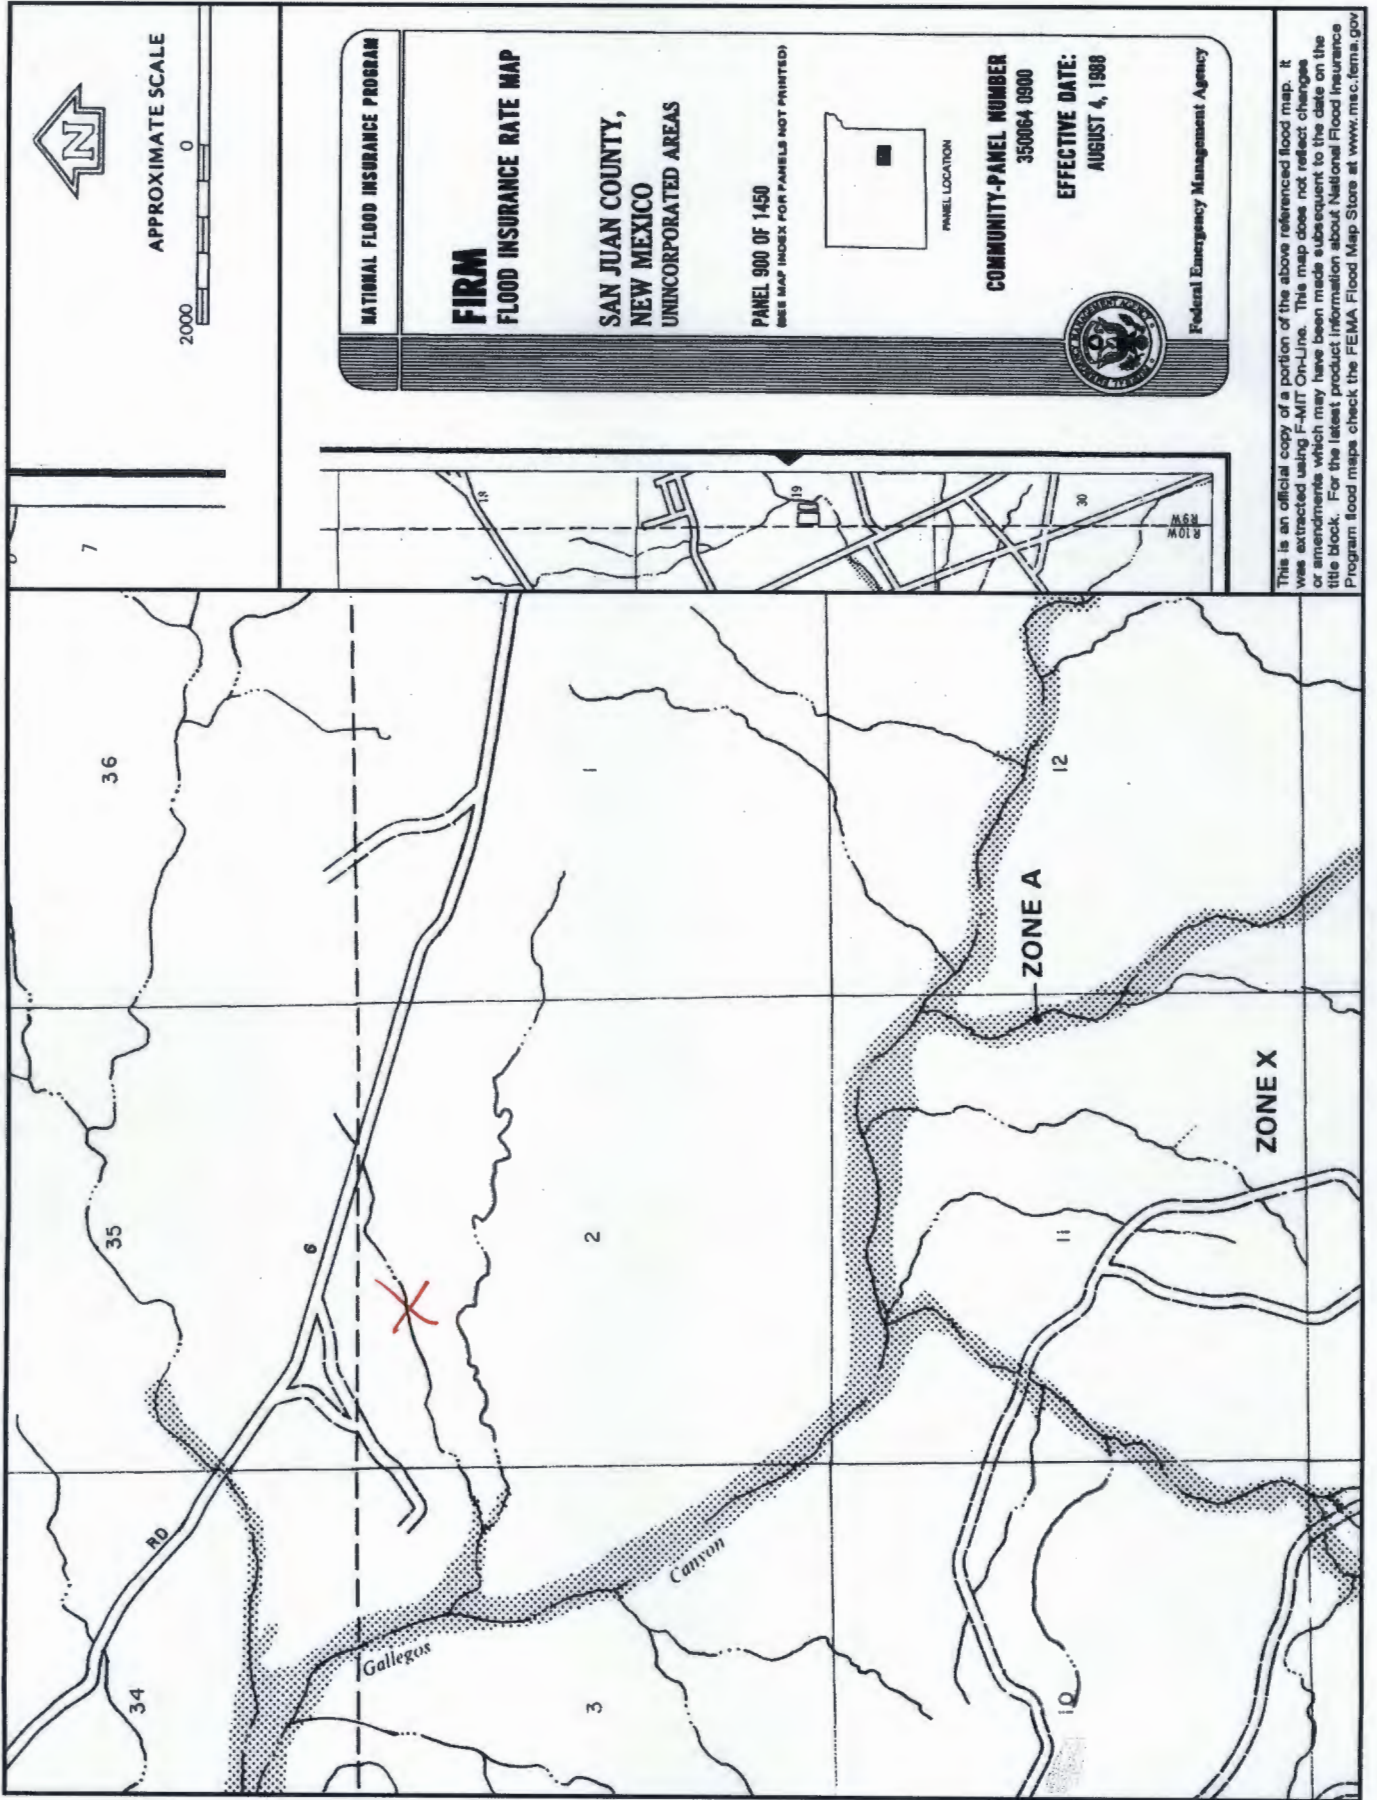 APPROXIMATE SCALE
2000 0
N
NATIONAL FLOOD INSURANCE PROGRAM
FIRM
FLOOD INSURANCE RATE MAP
SAN JUAN COUNTY,
NEW MEXICO
UNINCORPORATED AREAS
PANEL 900 OF 1450
(SEE MAP INDEX FOR PANELS NOT PRINTED)
PANEL LOCATION
COMMUNITY-PANEL NUMBER
350064 0900
EFFECTIVE DATE:
AUGUST 4, 1988
FEDERAL EMERGENCY MANAGEMENT AGENCY
Federal Emergency Management Agency
This is an official copy of a portion of the above referenced flood map. It
was extracted using F-MIT On-Line. This map does not reflect changes
or amendments which may have been made subsequent to the date on the
title block. For the latest product information about National Flood Insurance
Program flood maps check the FEMA Flood Map Store at www.msc.fema.gov
7
18
19
30
R10W
R9W
34
35
36
RD
6
Gallegos
Canyon
3
2
1
10
11
12
ZONE A
ZONE X